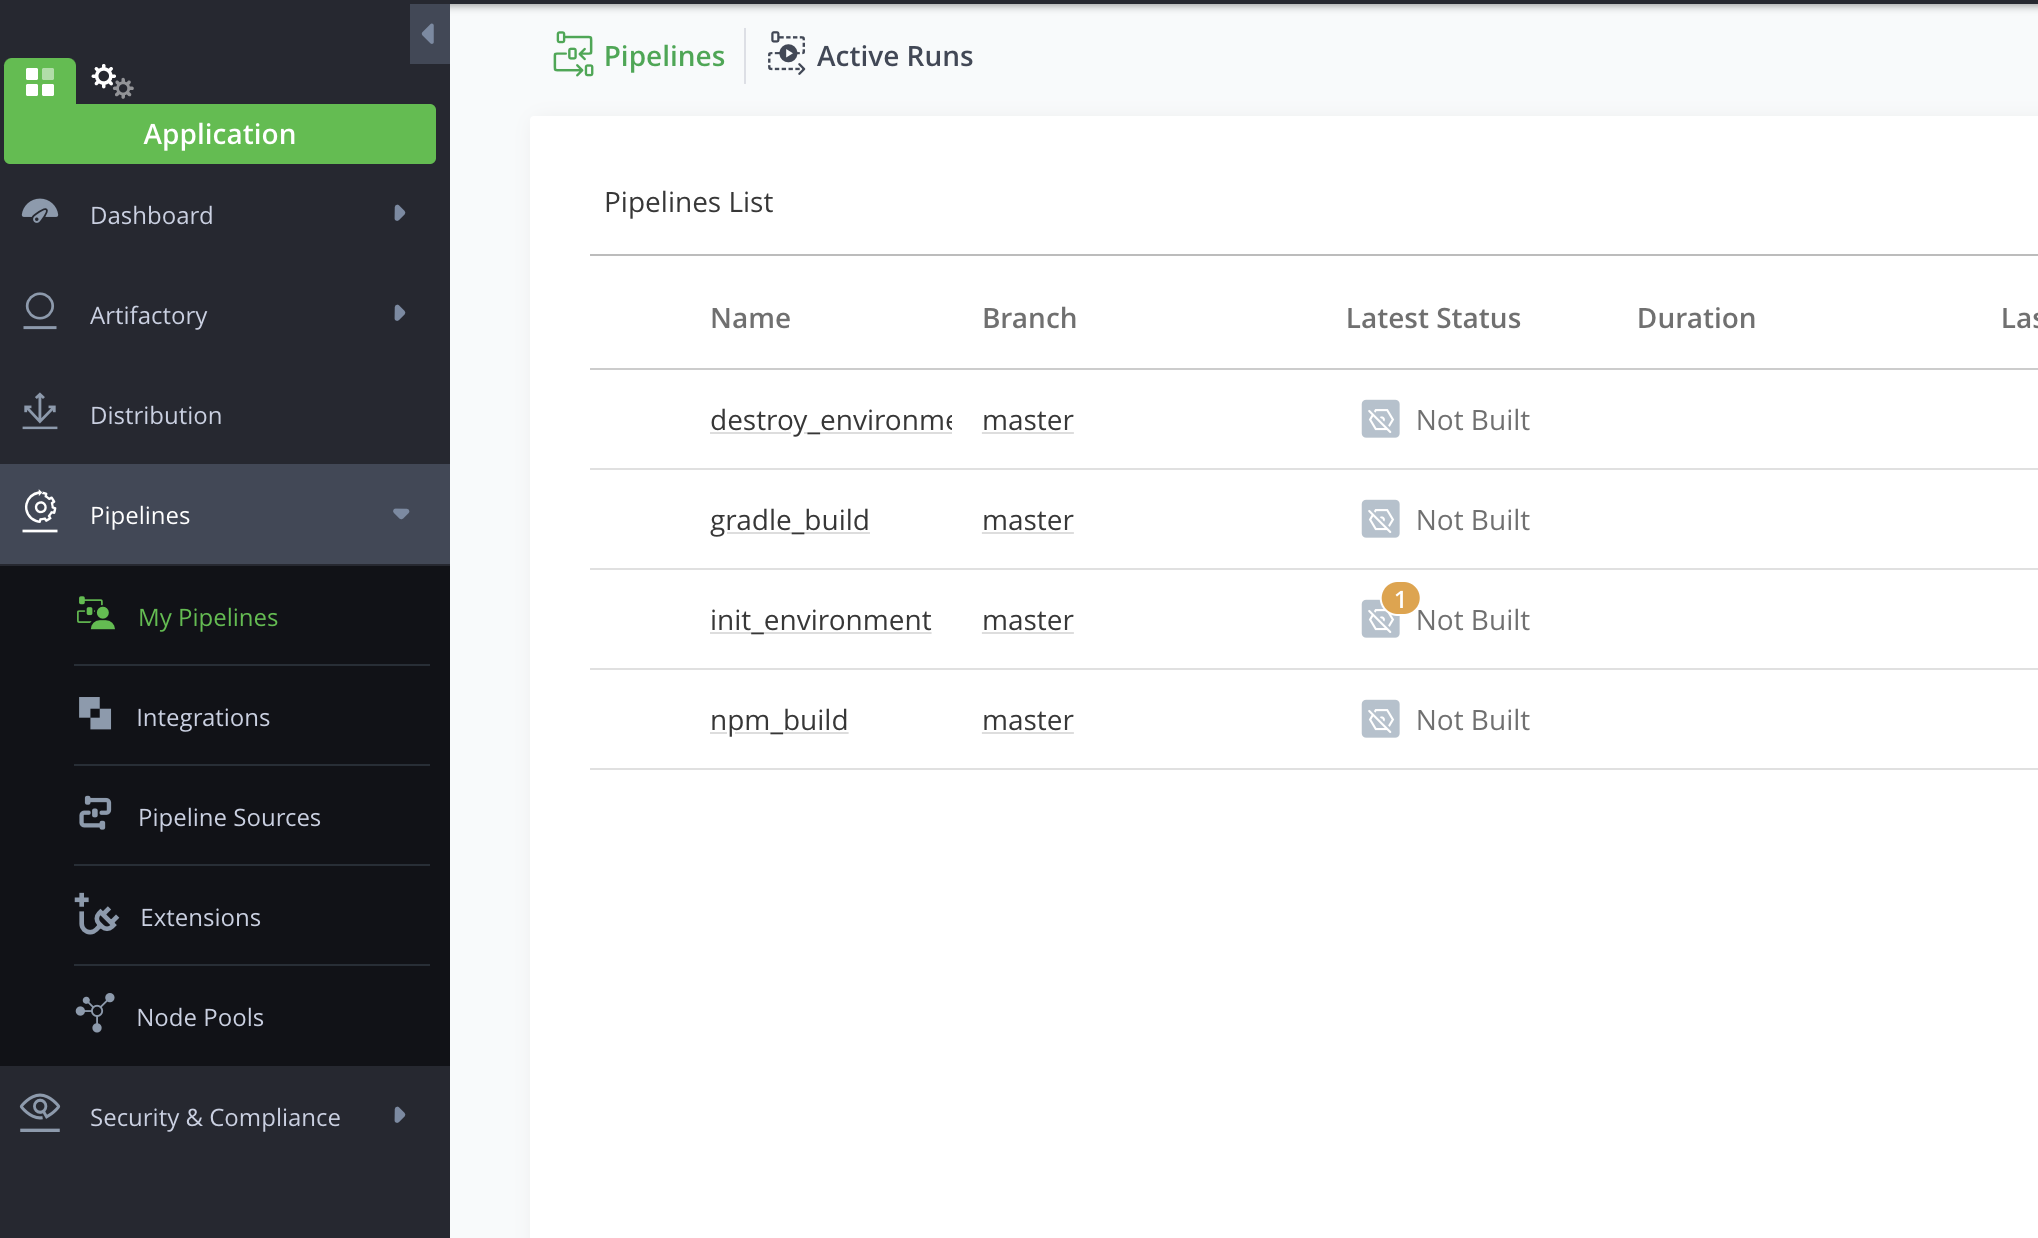 Pipelines
Active Runs
Application
Pipelines List
Dashboard
Artifactory
Distribution
Pipelines
My Pipelines
Integrations
Pipeline Sources
Extensions
Node Pools
Security & Compliance
Name Branch Latest Status Duration Las
destroy_environme master Not Built
gradle_build master Not Built
init_environment master 1 Not Built
npm_build master Not Built